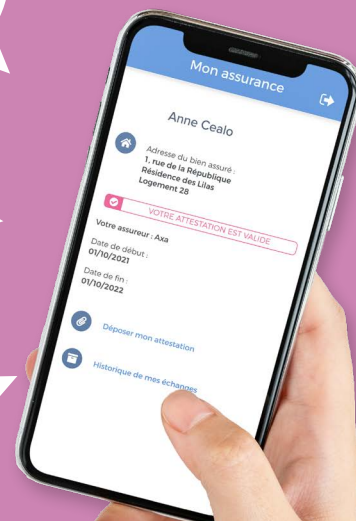 Mon assurance
Anne Cealo
Adresse du bien assuré :
1, rue de la République
Résidence des Lilas
Logement 28
VOTRE ATTESTATION EST VALIDE
Votre assureur : Axa
Date de début :
01/10/2021
Date de fin :
01/10/2022
Déposer mon attestation
Historique de mes échanges